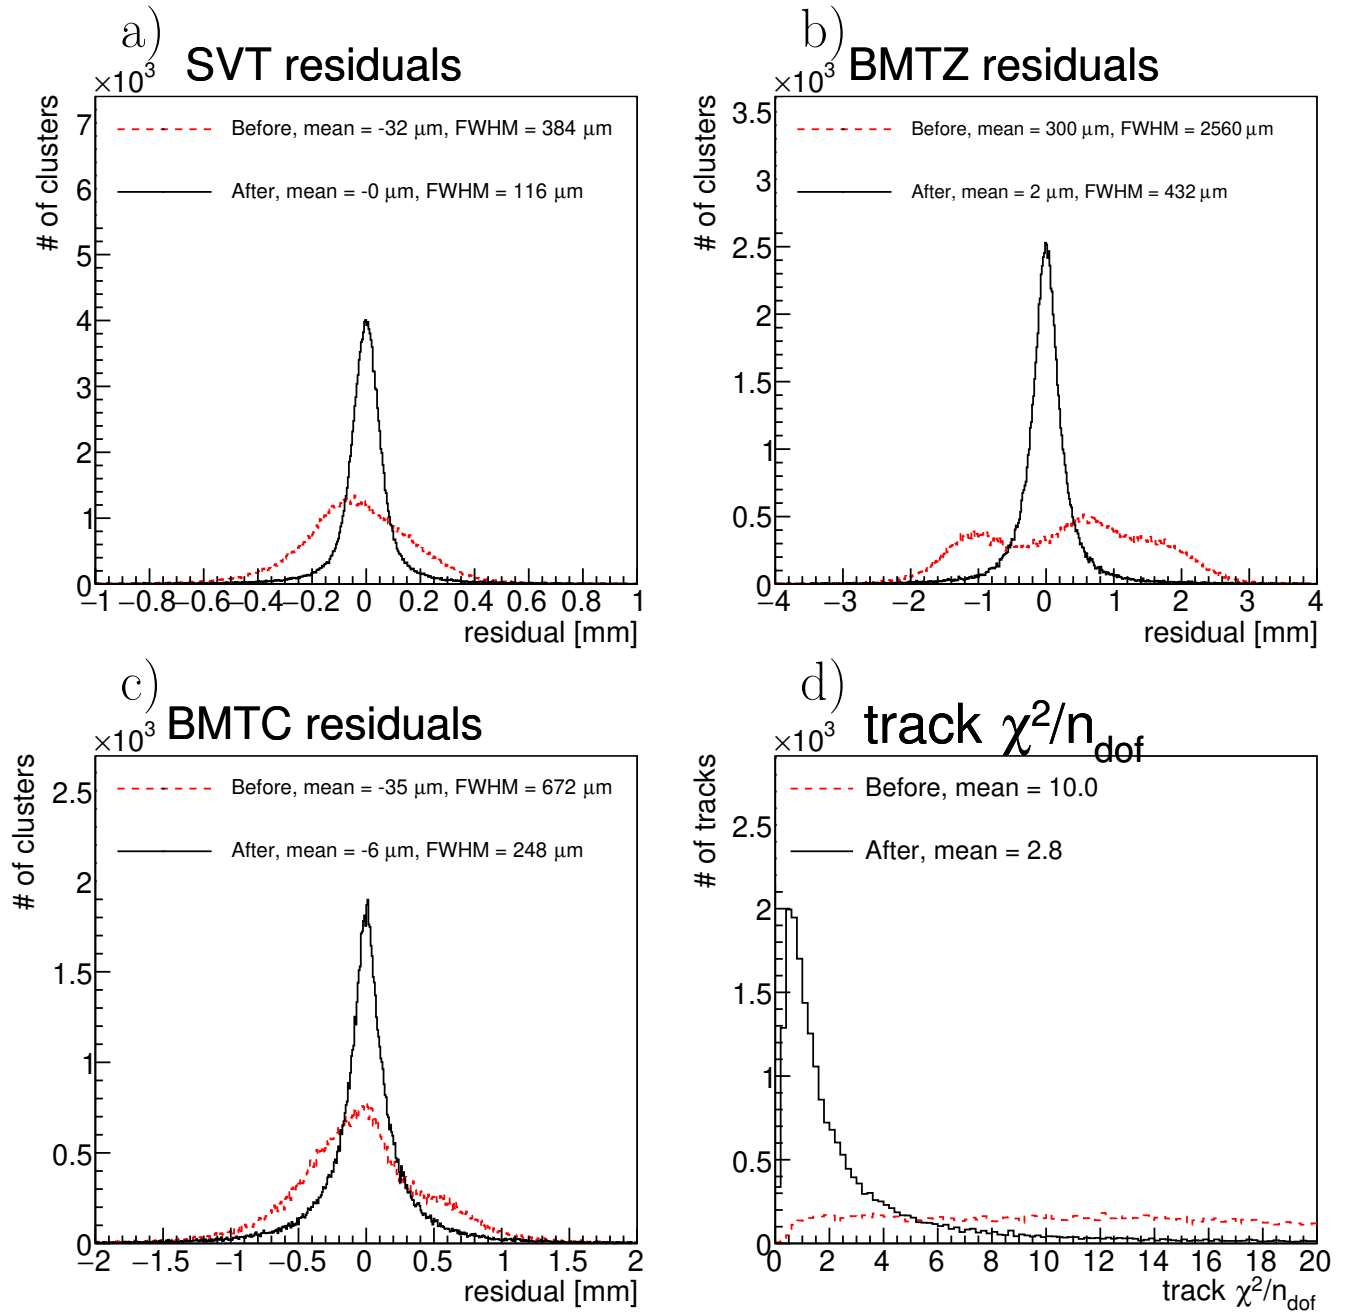 a)
SVT residuals
×10³
# of clusters
Before, mean = -32 μm, FWHM = 384 μm
After, mean = -0 μm, FWHM = 116 μm
7
6
5
4
3
2
1
0
−1 −0.8 −0.6 −0.4 −0.2 0 0.2 0.4 0.6 0.8 1
residual [mm]
b)
BMTZ residuals
×10³
# of clusters
Before, mean = 300 μm, FWHM = 2560 μm
After, mean = 2 μm, FWHM = 432 μm
3.5
3
2.5
2
1.5
1
0.5
0
−4 −3 −2 −1 0 1 2 3 4
residual [mm]
c)
BMTC residuals
×10³
# of clusters
Before, mean = -35 μm, FWHM = 672 μm
After, mean = -6 μm, FWHM = 248 μm
2.5
2
1.5
1
0.5
0
−2 −1.5 −1 −0.5 0 0.5 1 1.5 2
residual [mm]
d)
track χ²/n_dof
×10³
# of tracks
Before, mean = 10.0
After, mean = 2.8
2.5
2
1.5
1
0.5
0
0 2 4 6 8 10 12 14 16 18 20
track χ²/n_dof